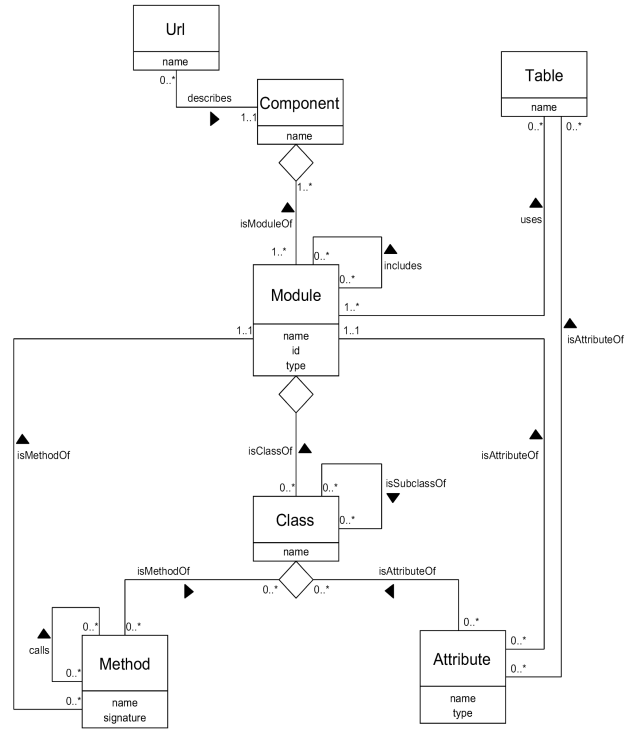 Url
name
0..*
describes
1..1
Component
name
Table
name
0..*
0..*
1..*
isModuleOf
1..*
uses
0..*
includes
0..*
Module
1..*
1..1
1..1
name
id
type
isAttributeOf
isMethodOf
isClassOf
isAttributeOf
0..*
0..*
isSubclassOf
0..*
Class
name
isMethodOf
isAttributeOf
0..*
0..*
0..*
0..*
0..*
calls
0..*
0..*
Method
Attribute
0..*
0..*
name
signature
name
type